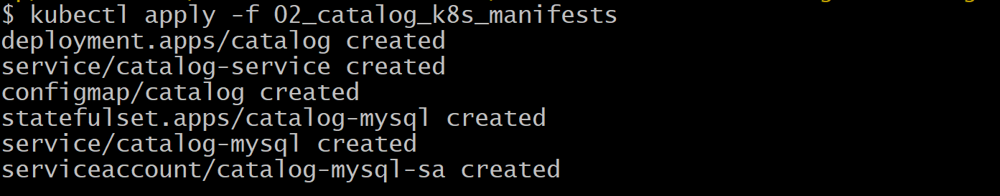 $ kubectl apply -f 02_catalog_k8s_manifests
deployment.apps/catalog created
service/catalog-service created
configmap/catalog created
statefulset.apps/catalog-mysql created
service/catalog-mysql created
serviceaccount/catalog-mysql-sa created